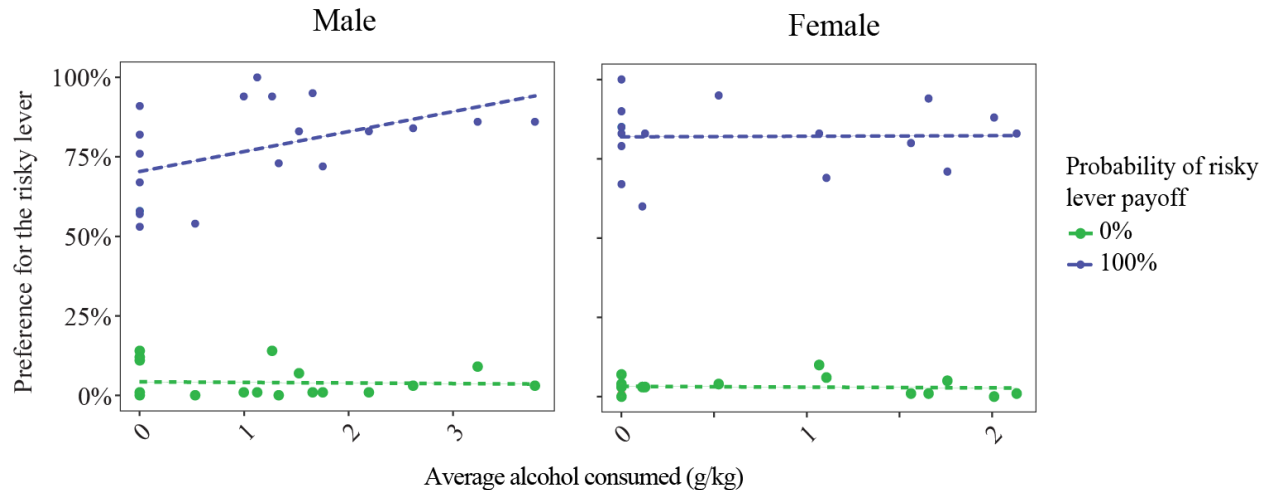 Male
Female
Preference for the risky lever
100%
75%
50%
25%
0%
0
1
2
3
0
1
2
Average alcohol consumed (g/kg)
Probability of risky
lever payoff
0%
100%